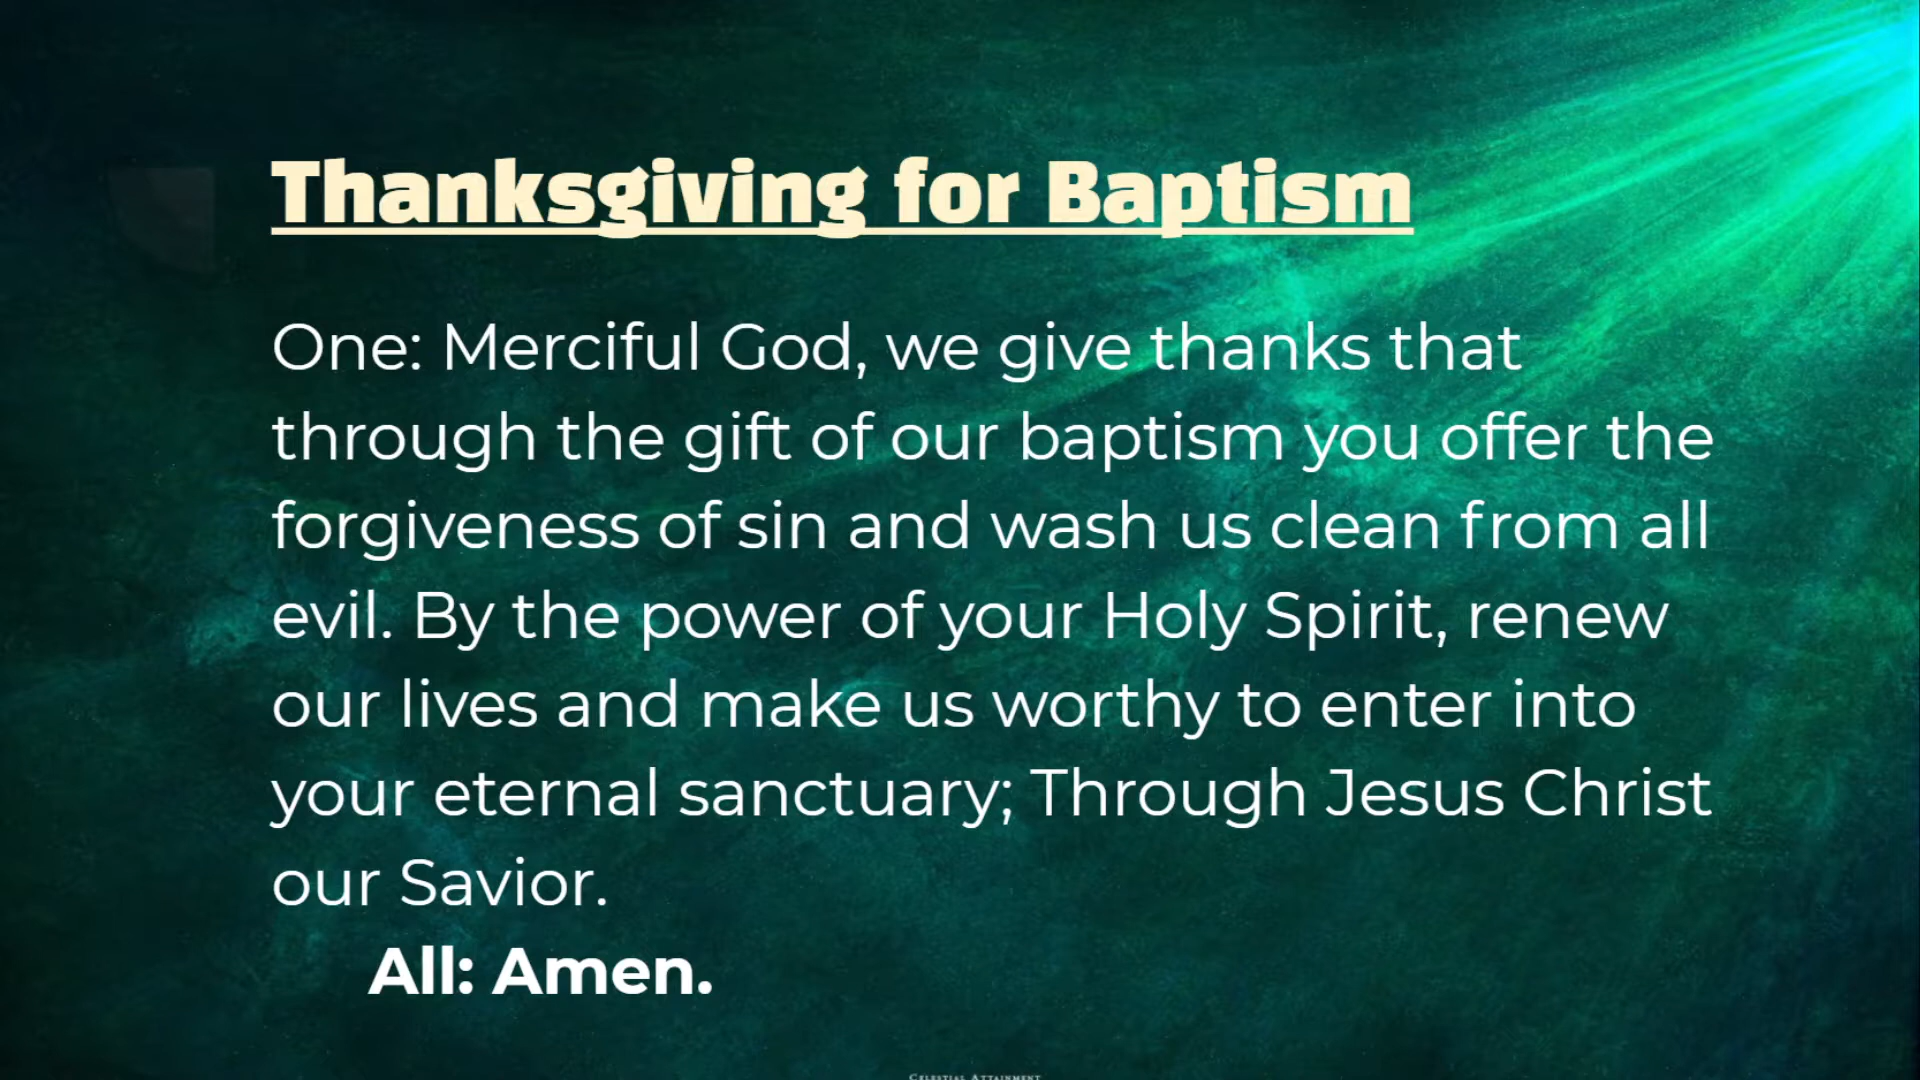 Thanksgiving for Baptism
One: Merciful God, we give thanks that
through the gift of our baptism you offer the
forgiveness of sin and wash us clean from all
evil. By the power of your Holy Spirit, renew
our lives and make us worthy to enter into
your eternal sanctuary; Through Jesus Christ
our Savior.
All: Amen.
Celestial Attainment